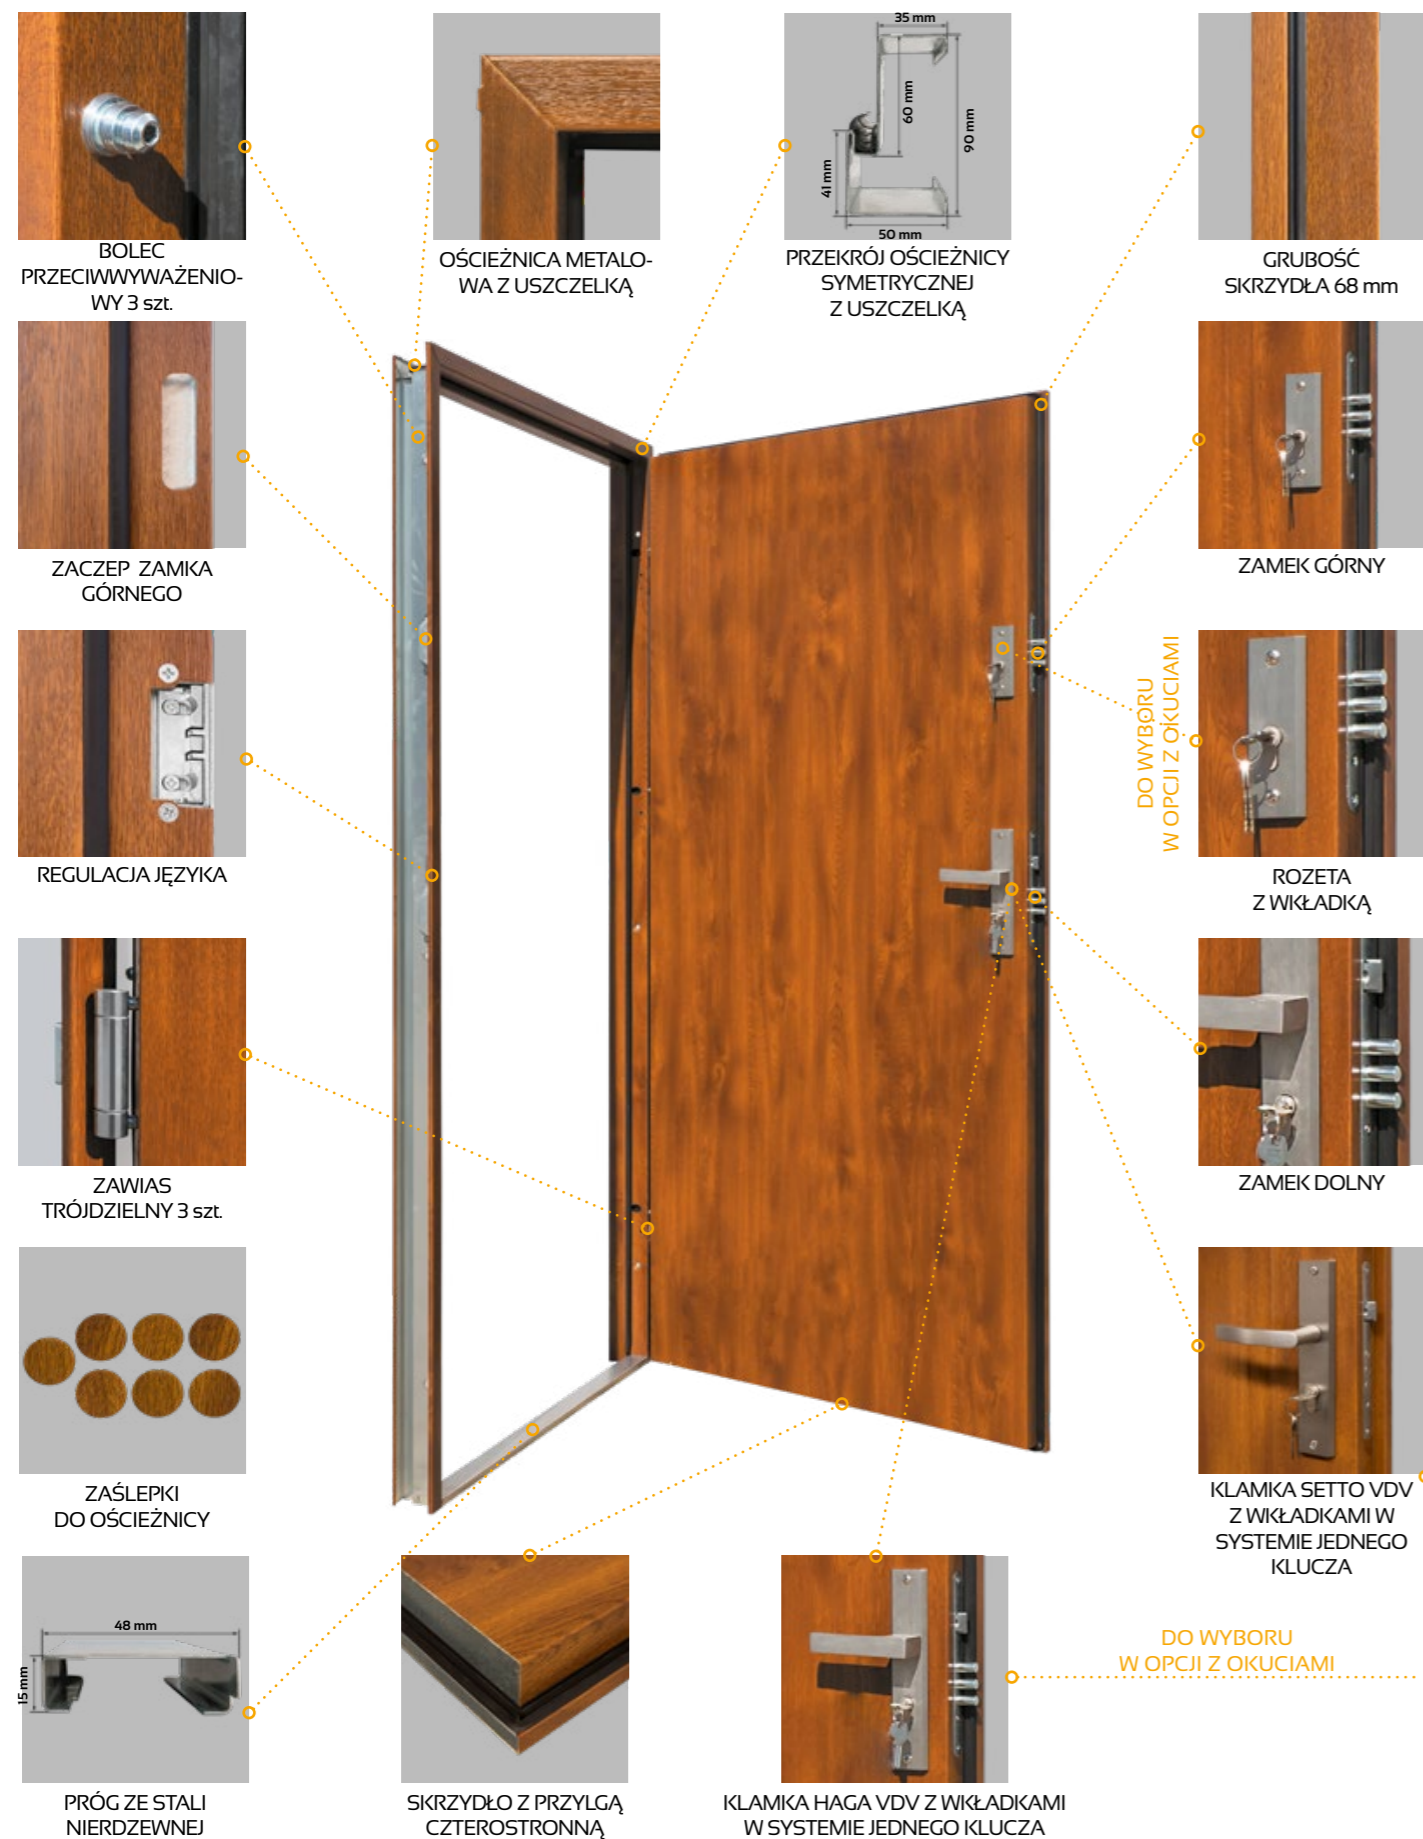 35 mm
60 mm
90 mm
41 mm
50 mm
BOLEC
PRZECIWWYWAŻENIO-
WY 3 szt.
OŚCIEŻNICA METALO-
WA Z USZCZELKĄ
PRZEKRÓJ OŚCIEŻNICY
SYMETRYCZNEJ
Z USZCZELKĄ
GRUBOŚĆ
SKRZYDŁA 68 mm
ZACZEP ZAMKA
GÓRNEGO
ZAMEK GÓRNY
DO WYBORU
W OPCJI Z OKUCIAMI
REGULACJA JĘZYKA
ROZETA
Z WKŁADKĄ
ZAWIAS
TRÓJDZIELNY 3 szt.
ZAMEK DOLNY
ZAŚLEPKI
DO OŚCIEŻNICY
KLAMKA SETTO VDV
Z WKŁADKAMI W
SYSTEMIE JEDNEGO
KLUCZA
48 mm
15 mm
DO WYBORU
W OPCJI Z OKUCIAMI
PRÓG ZE STALI
NIERDZEWNEJ
SKRZYDŁO Z PRZYLGĄ
CZTEROSTRONNĄ
KLAMKA HAGA VDV Z WKŁADKAMI
W SYSTEMIE JEDNEGO KLUCZA